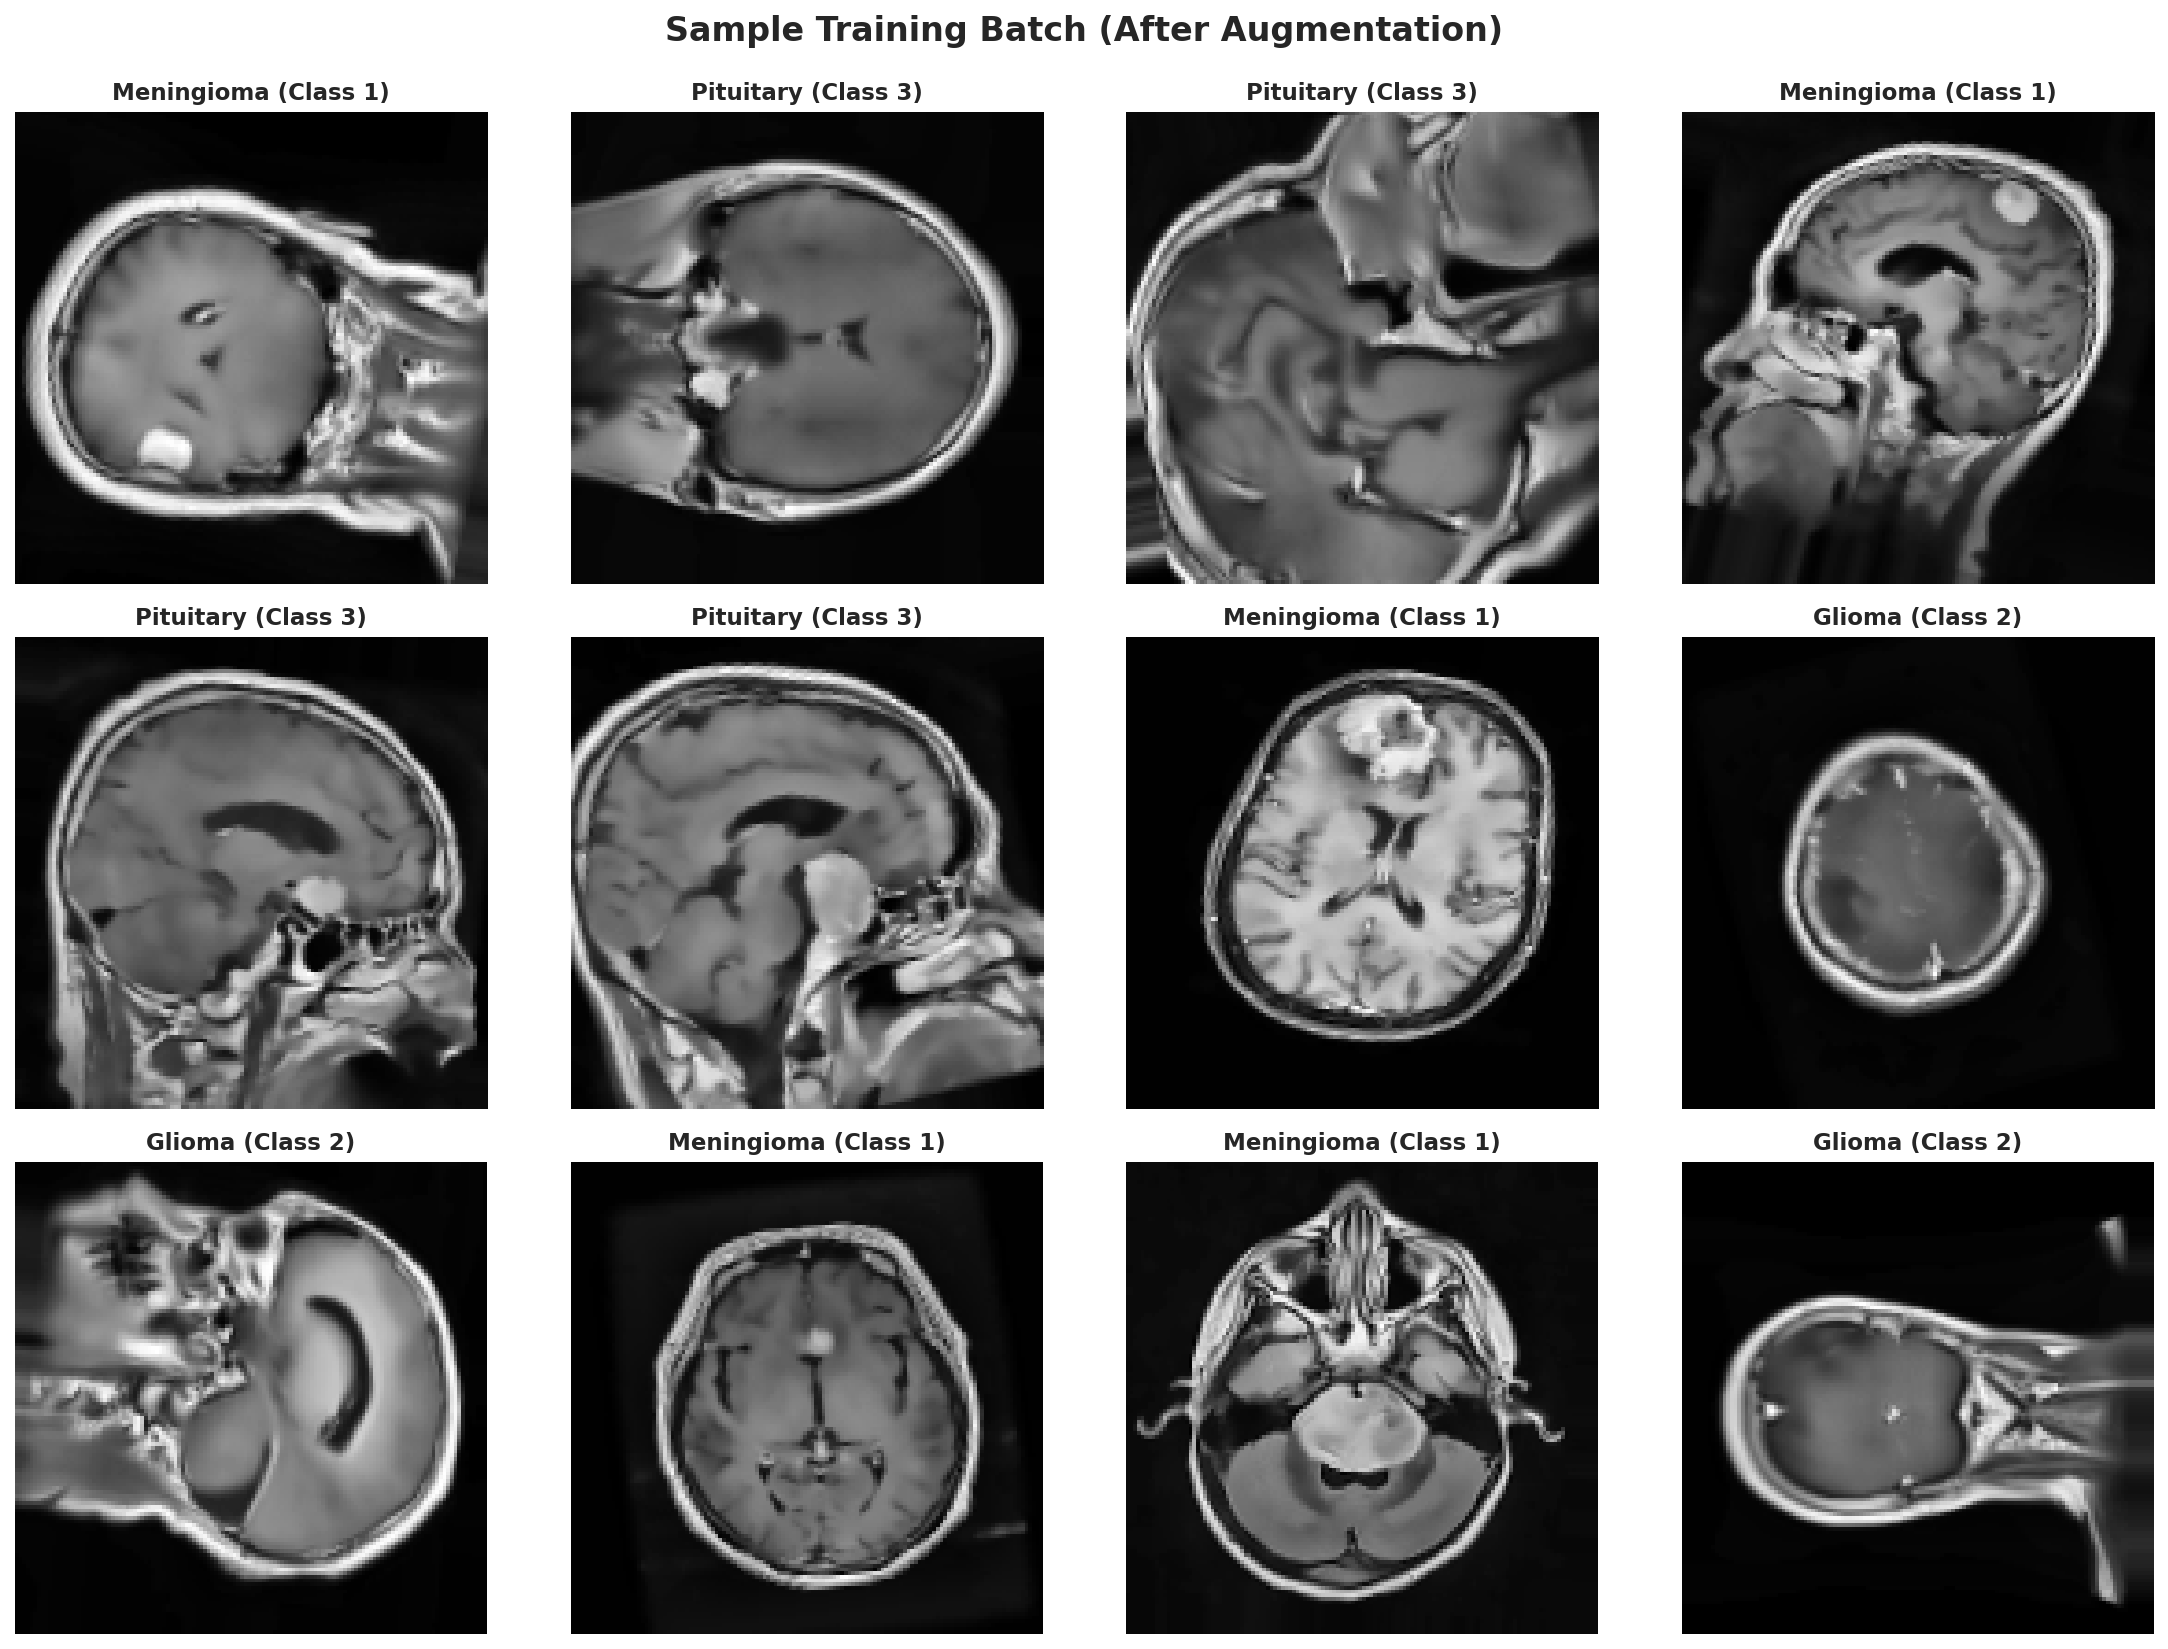 Sample Training Batch (After Augmentation)
Meningioma (Class 1)
Pituitary (Class 3)
Pituitary (Class 3)
Meningioma (Class 1)
Pituitary (Class 3)
Pituitary (Class 3)
Meningioma (Class 1)
Glioma (Class 2)
Glioma (Class 2)
Meningioma (Class 1)
Meningioma (Class 1)
Glioma (Class 2)